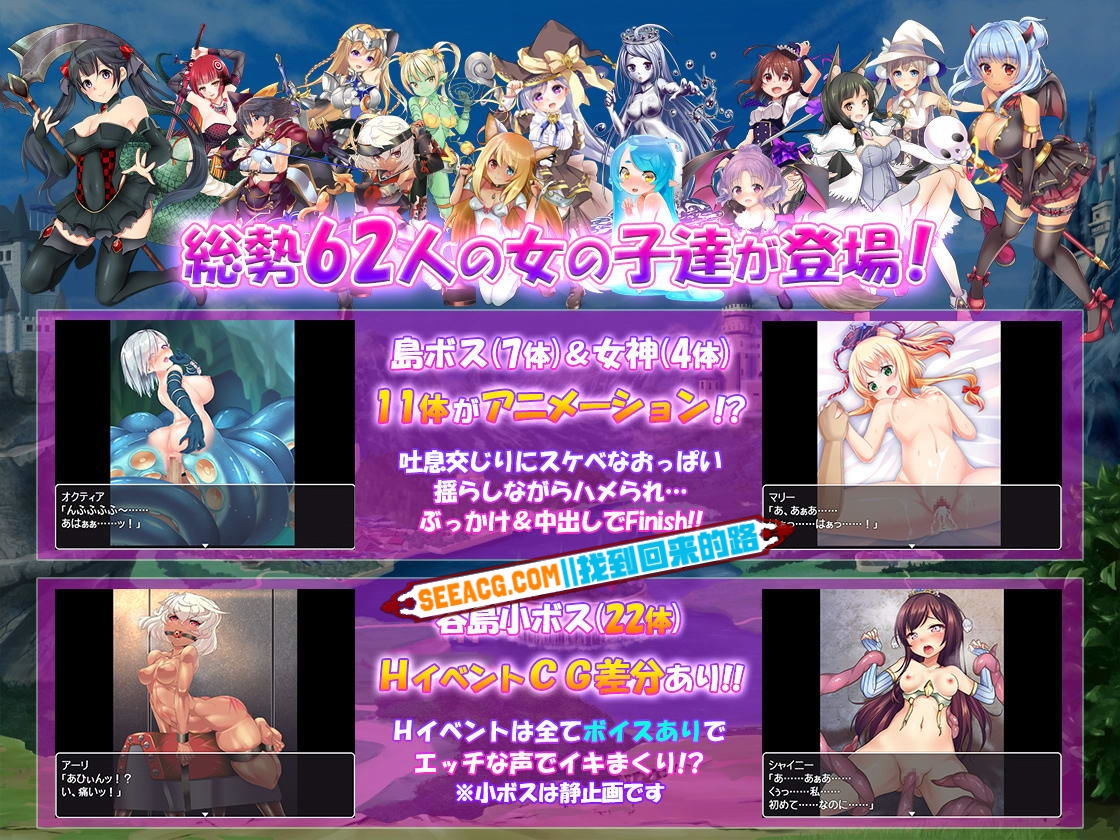 総勢62人の女の子達が登場!
島ボス(7体)&女神(4体)
11体がアニメーション!?
吐息交じりにスケベなおっぱい
揺らしながらハメられ…
ぶっかけ&中出しでFinish!!
オクティア
「んふふふふ~……
あはぁぁ……ッ!」
マリー
「あ、あぁあ……
はぁっ……はぁっ……!」
SEEACG.COM||找到回来的路
各島小ボス(22体)
HイベントCG差分あり!!
Hイベントは全てボイスありで
エッチな声でイキまくり!?
※小ボスは静止画です
アーリ
「あひぃんッ!?
い、痛いッ!」
シャイニー
「あ……あぁあ……
くぅっ……私……
初めて……なのに……」